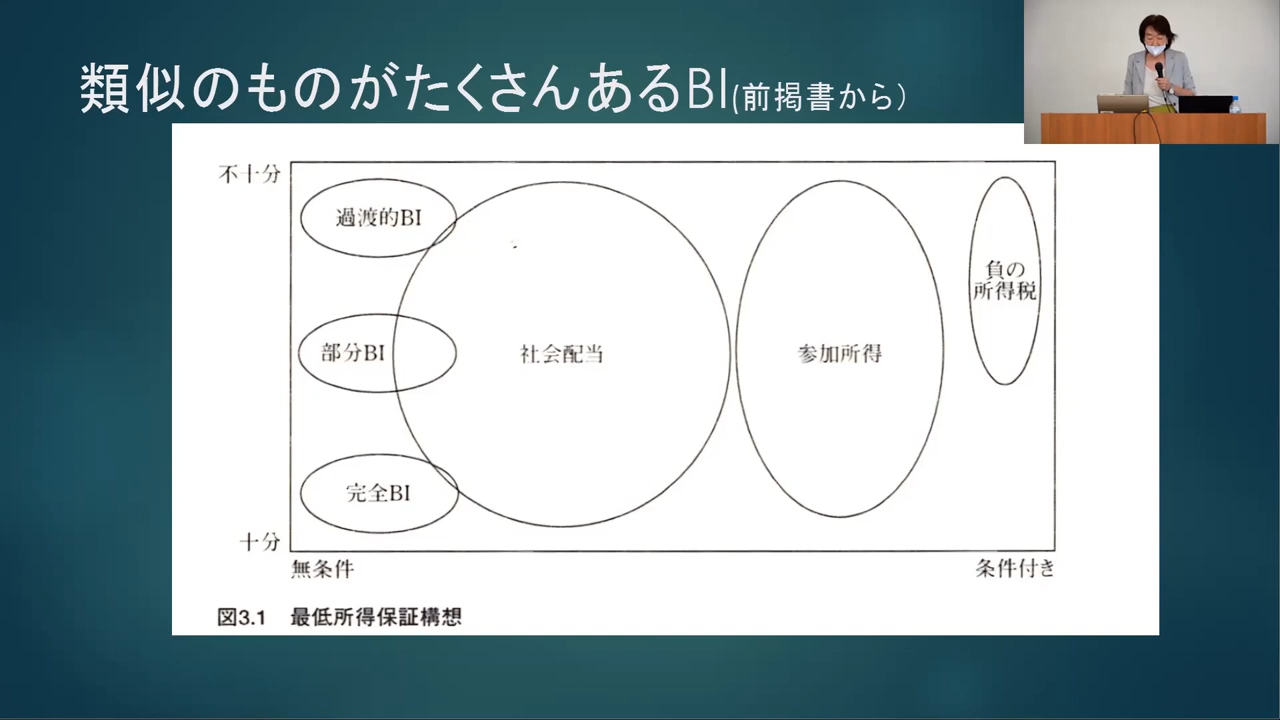 類似のものがたくさんあるBI(前掲書から)
不十分
過渡的BI
負の
所得税
部分BI
社会配当
参加所得
完全BI
十分
無条件
条件付き
図3.1 最低所得保証構想